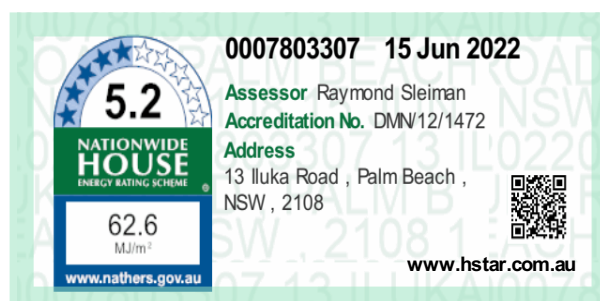 0007803307 15 Jun 2022
5.2
Assessor Raymond Sleiman
Accreditation No. DMN/12/1472
NATIONWIDE
HOUSE
ENERGY RATING SCHEME
Address
13 Iluka Road , Palm Beach ,
NSW , 2108
62.6
MJ/m²
www.nathers.gov.au
www.hstar.com.au